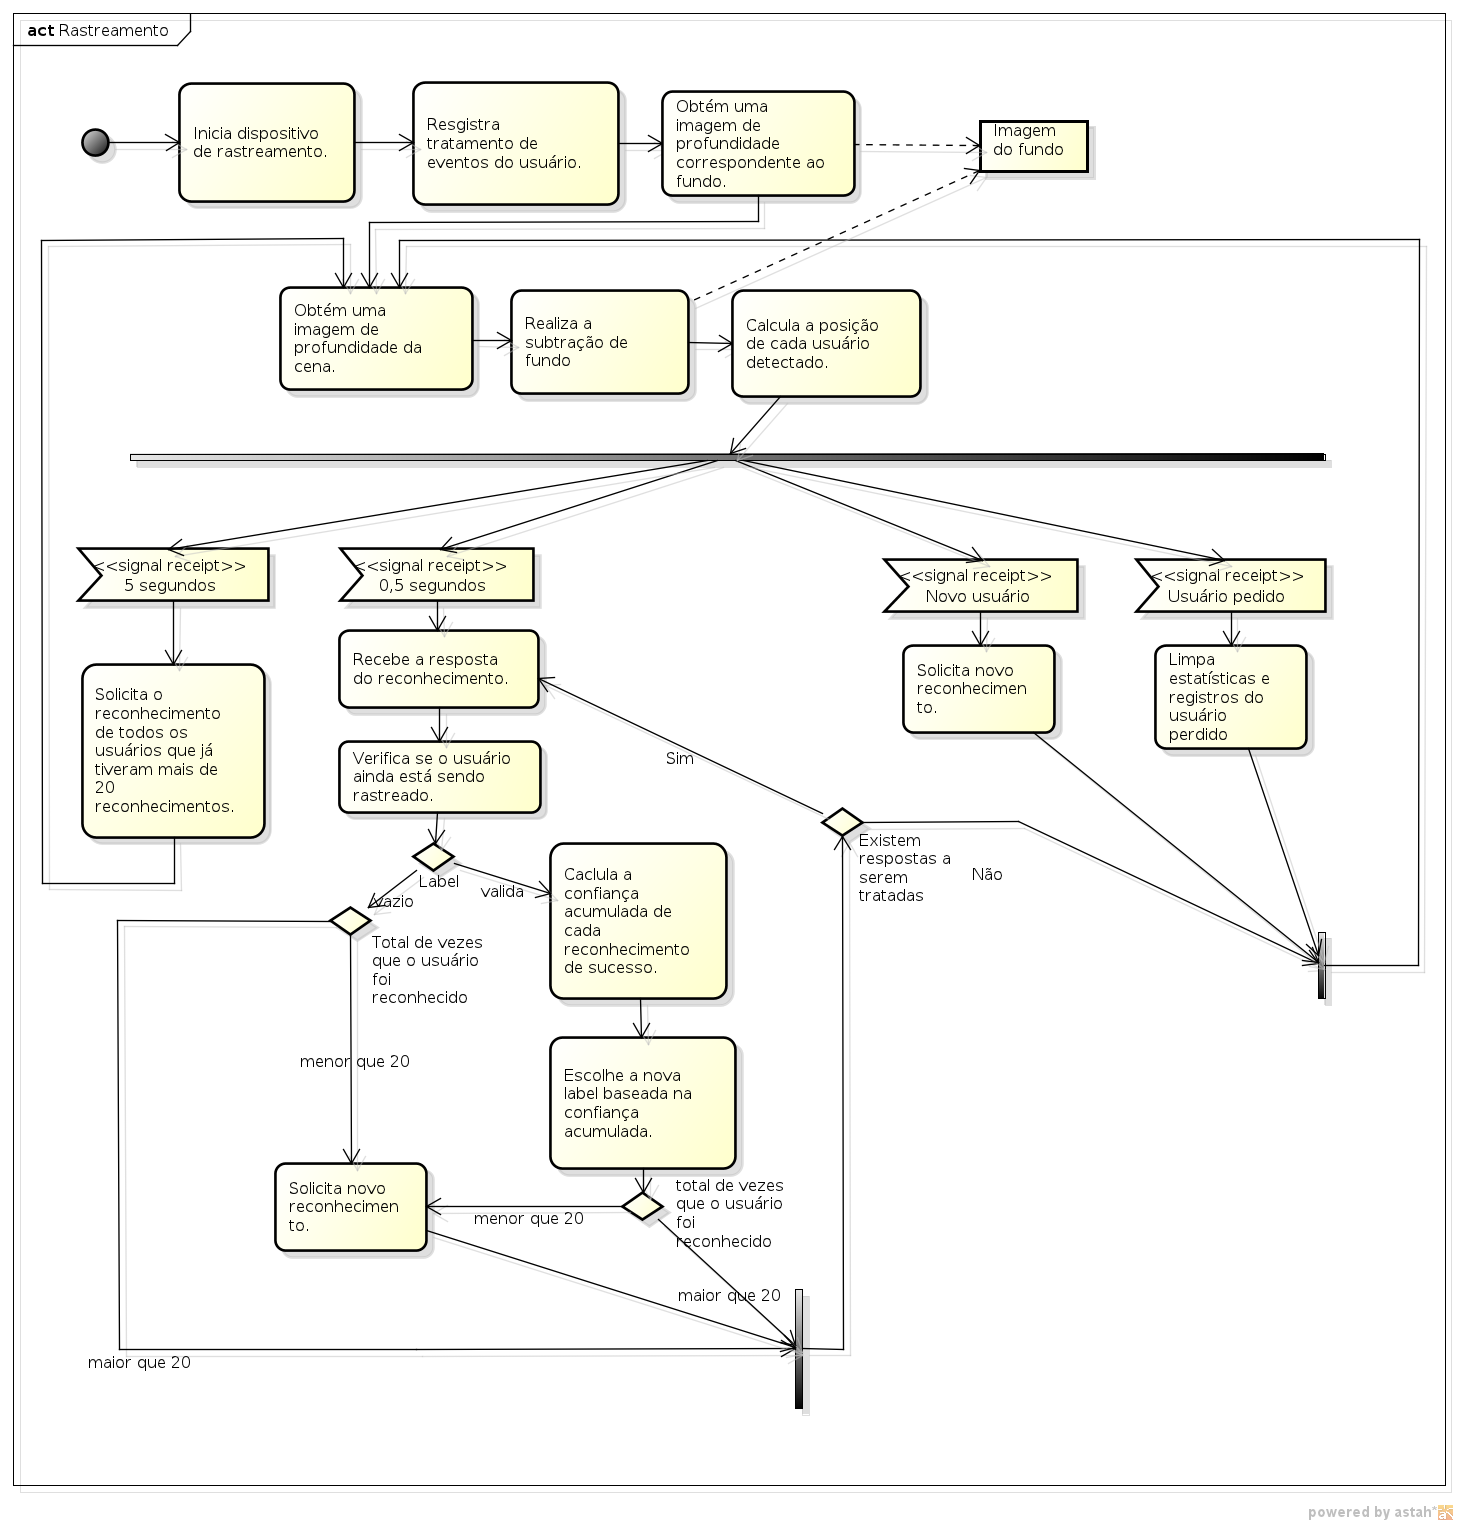 act Rastreamento
Inicia dispositivo
de rastreamento.
Resgistra
tratamento de
eventos do usuário.
Obtém uma
imagem de
profundidade
correspondente ao
fundo.
Imagem
do fundo
Obtém uma
imagem de
profundidade da
cena.
Realiza a
subtração de
fundo
Calcula a posição
de cada usuário
detectado.
<<signal receipt>>
5 segundos
<<signal receipt>>
0,5 segundos
<<signal receipt>>
Novo usuário
<<signal receipt>>
Usuário pedido
Solicita o
reconhecimento
de todos os
usuários que já
tiveram mais de
20
reconhecimentos.
Recebe a resposta
do reconhecimento.
Solicita novo
reconhecimen
to.
Limpa
estatísticas e
registros do
usuário
perdido
Verifica se o usuário
ainda está sendo
rastreado.
Sim
Existem
respostas a
serem
tratadas
Não
Label
vazio
valida
Caclula a
confiança
acumulada de
cada
reconhecimento
de sucesso.
Total de vezes
que o usuário
foi
reconhecido
menor que 20
Escolhe a nova
label baseada na
confiança
acumulada.
Solicita novo
reconhecimen
to.
menor que 20
total de vezes
que o usuário
foi
reconhecido
maior que 20
maior que 20
powered by astah*